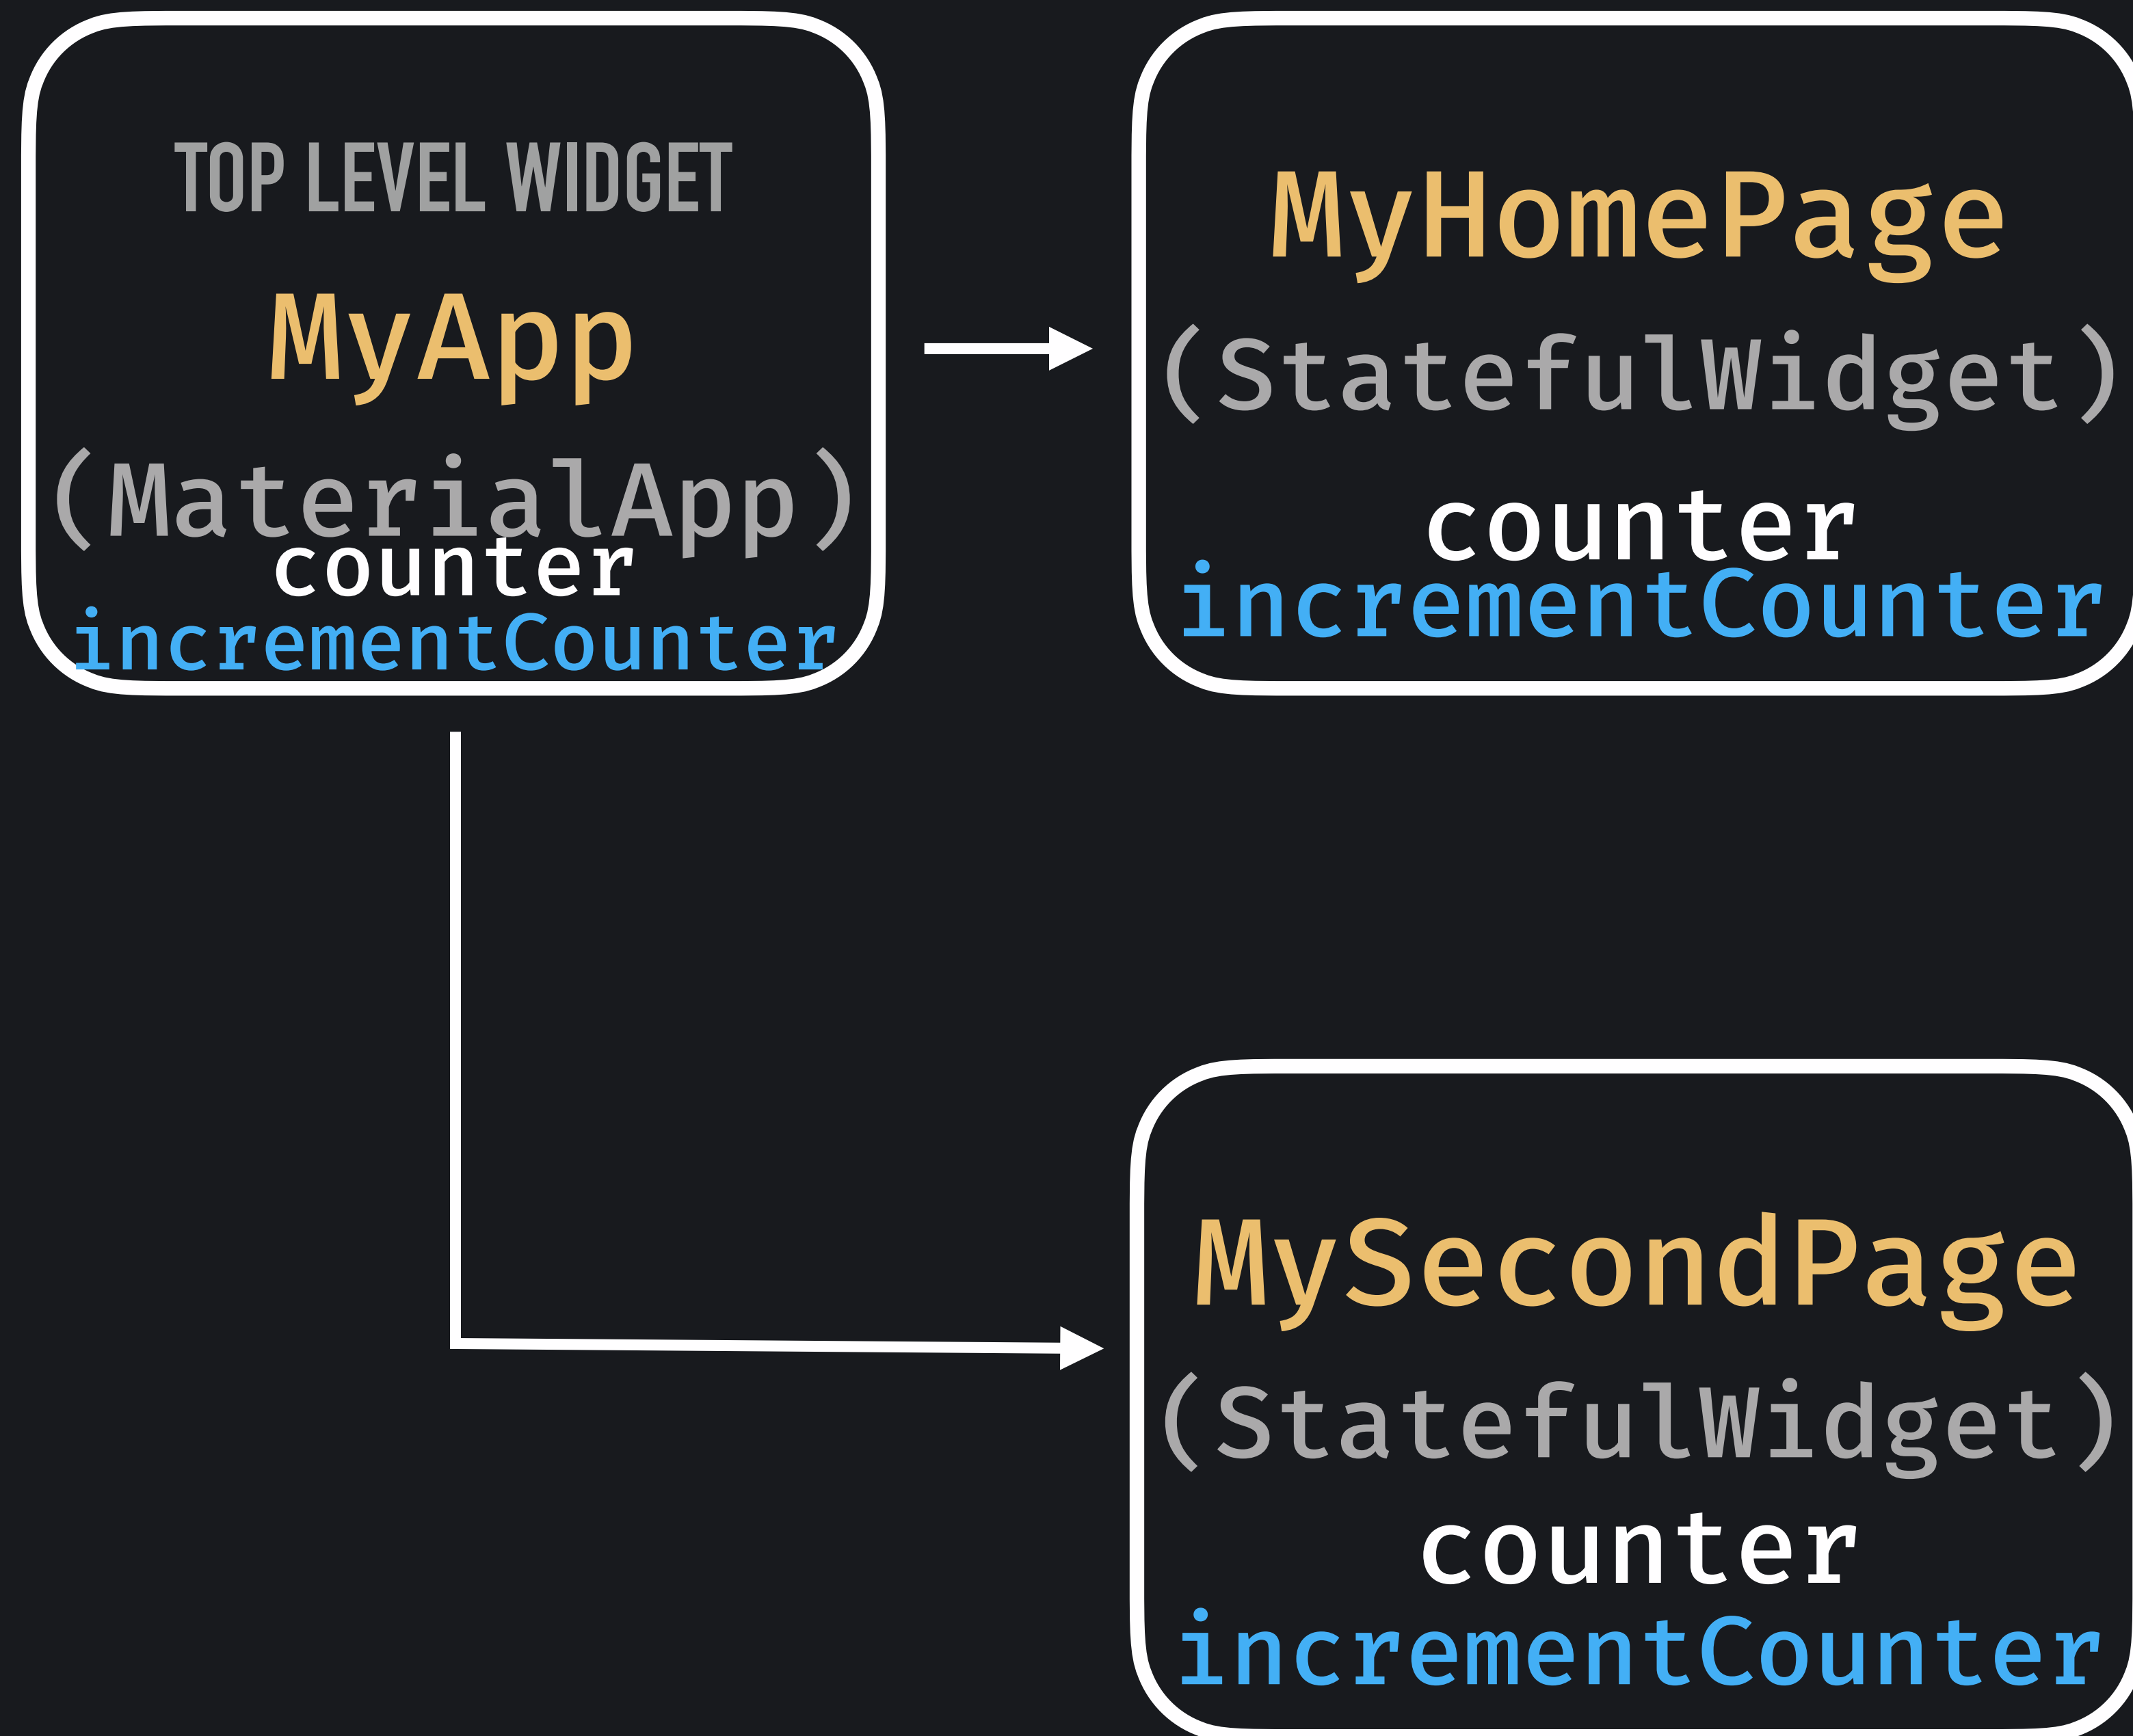 TOP LEVEL WIDGET
MyApp
(MaterialApp)
counter
incrementCounter
MyHomePage
(StatefulWidget)
counter
incrementCounter
MySecondPage
(StatefulWidget)
counter
incrementCounter